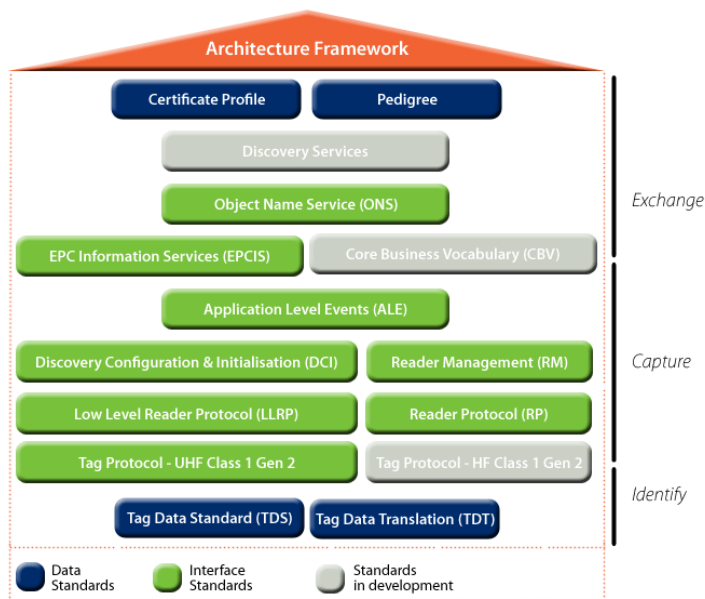 Architecture Framework
Certificate Profile
Pedigree
Discovery Services
Object Name Service (ONS)
Exchange
EPC Information Services (EPCIS)
Core Business Vocabulary (CBV)
Application Level Events (ALE)
Discovery Configuration & Initialisation (DCI)
Reader Management (RM)
Capture
Low Level Reader Protocol (LLRP)
Reader Protocol (RP)
Tag Protocol - UHF Class 1 Gen 2
Tag Protocol - HF Class 1 Gen 2
Identify
Tag Data Standard (TDS)
Tag Data Translation (TDT)
Data
Standards
Interface
Standards
Standards
in development